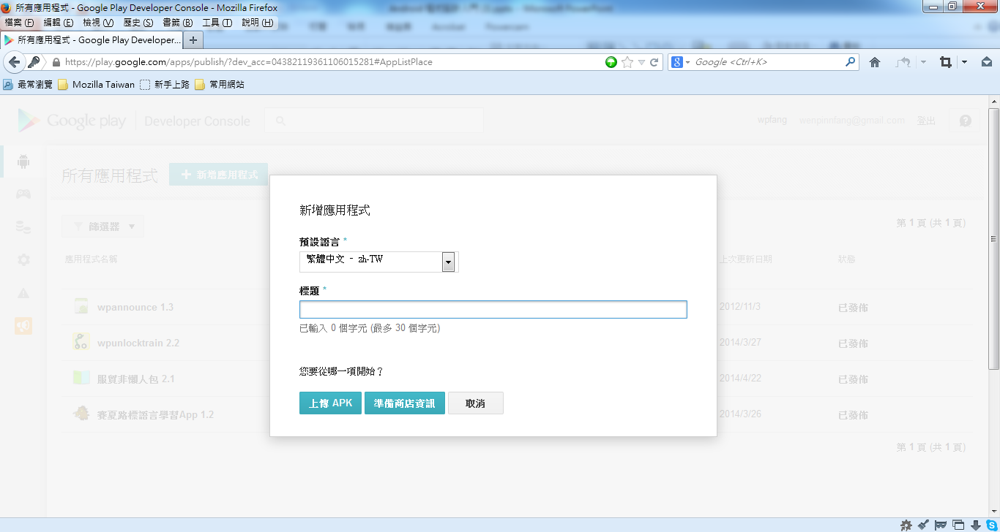 所有應用程式 - Google Play Developer Console - Mozilla Firefox
檔案 (F) 編輯 (E) 檢視 (V) 歷史 (S) 書籤 (B) 工具 (T) 說明 (H)
所有應用程式 - Google Play Developer... +
https://play.google.com/apps/publish/?dev_acc=04382119361106015281#AppListPlace
Google <Ctrl+K>
最常瀏覽 Mozilla Taiwan 新手上路 常用網站
Google play Developer Console
wpfang wenpinnfang@gmail.com 登出
所有應用程式 + 新增應用程式
篩選器
第 1 頁 (共 1 頁)
應用程式名稱 上次更新日期 狀態
wpannounce 1.3 2012/11/3 已發佈
wpunlocktrain 2.2 2014/3/27 已發佈
服貿非懶人包 2.1 2014/4/22 已發佈
賽夏路標語言學習App 1.2 2014/3/26 已發佈
第 1 頁 (共 1 頁)
新增應用程式
預設語言 *
繁體中文 - zh-TW
標題 *
已輸入 0 個字元 (最多 30 個字元)
您要從哪一項開始？
上傳 APK 準備商店資訊 取消